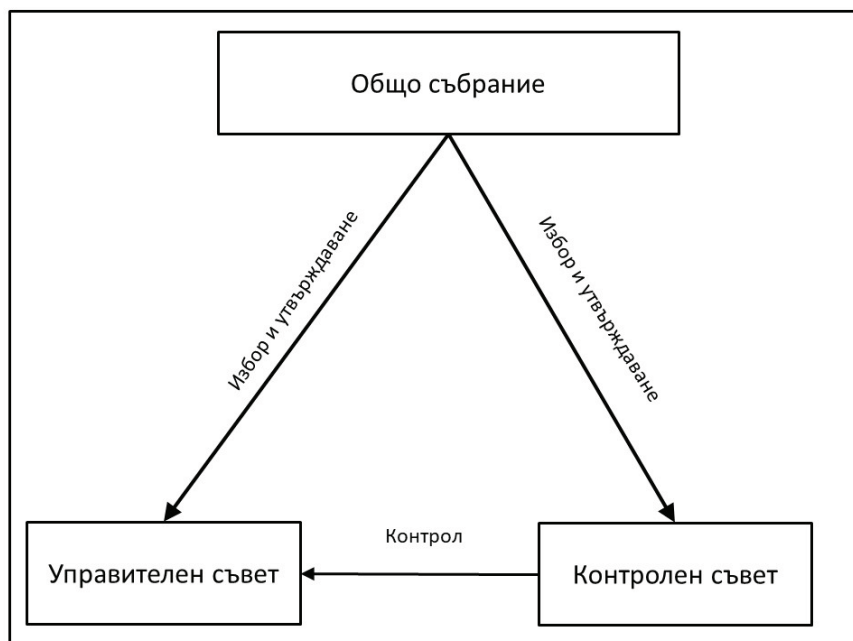 Общо събрание
Избор и утвърждаване
Избор и утвърждаване
Контрол
Управителен съвет
Контролен съвет